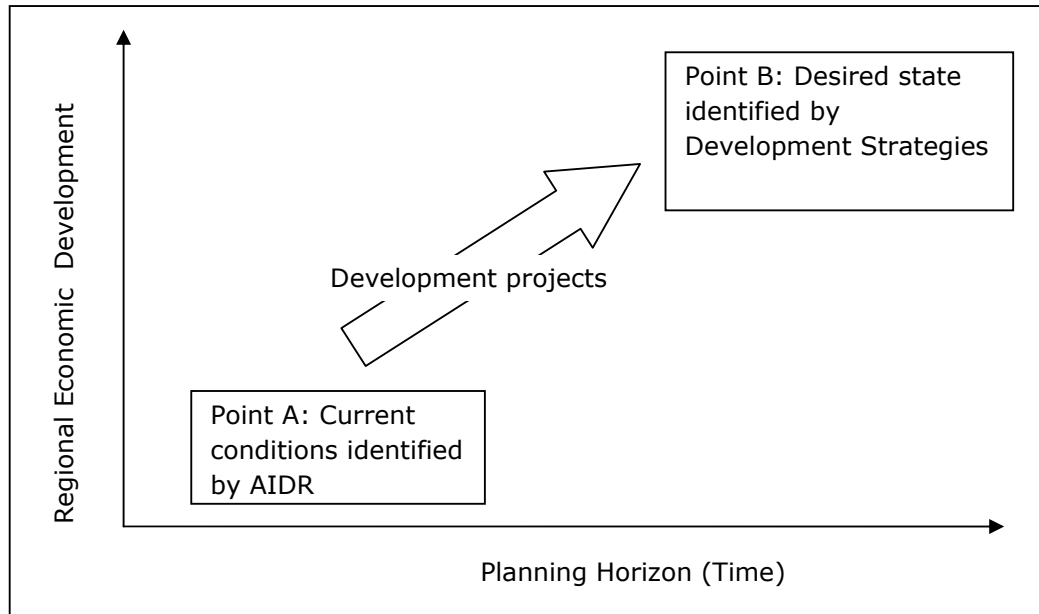 Regional Economic Development
Point B: Desired state
identified by
Development Strategies
Development projects
Point A: Current
conditions identified
by AIDR
Planning Horizon (Time)